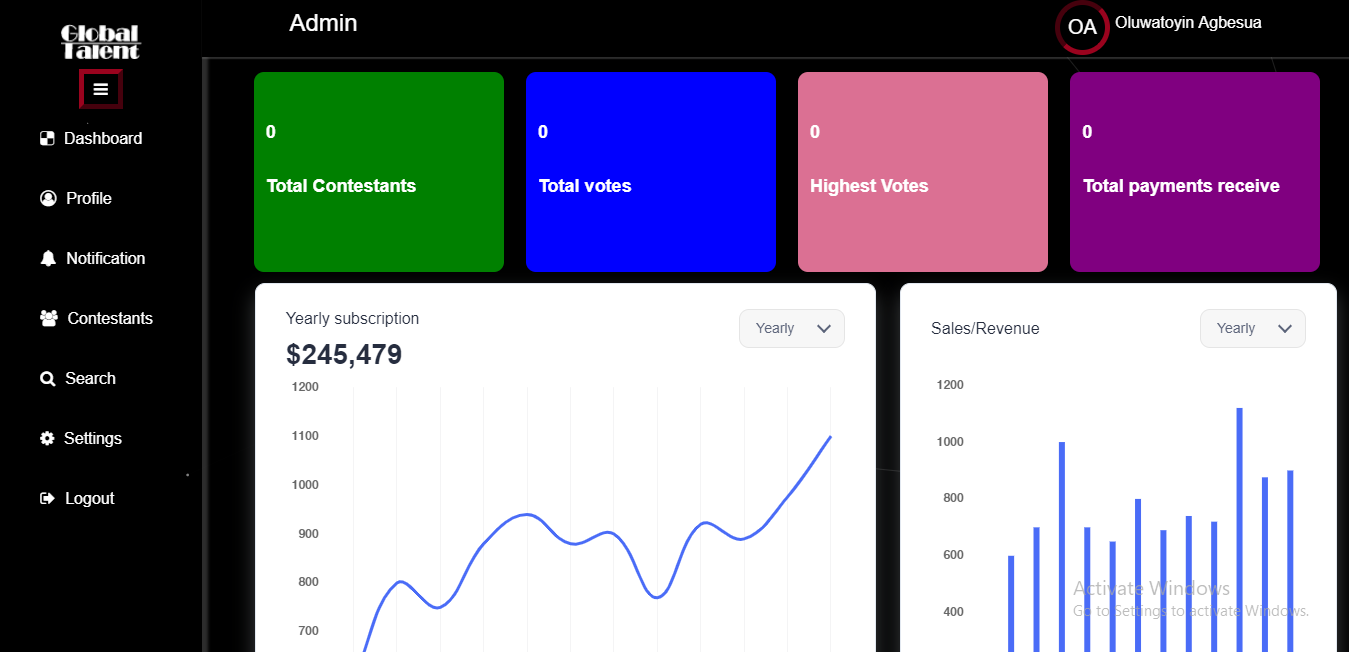 Global
Talent
Dashboard
Profile
Notification
Contestants
Search
Settings
Logout
Admin
OA
Oluwatoyin Agbesua
0
Total Contestants
0
Total votes
0
Highest Votes
0
Total payments receive
Yearly subscription
$245,479
Yearly
1200
1100
1000
900
800
700
Sales/Revenue
Yearly
1200
1000
800
600
400
Activate Windows
Go to Settings to activate Windows.